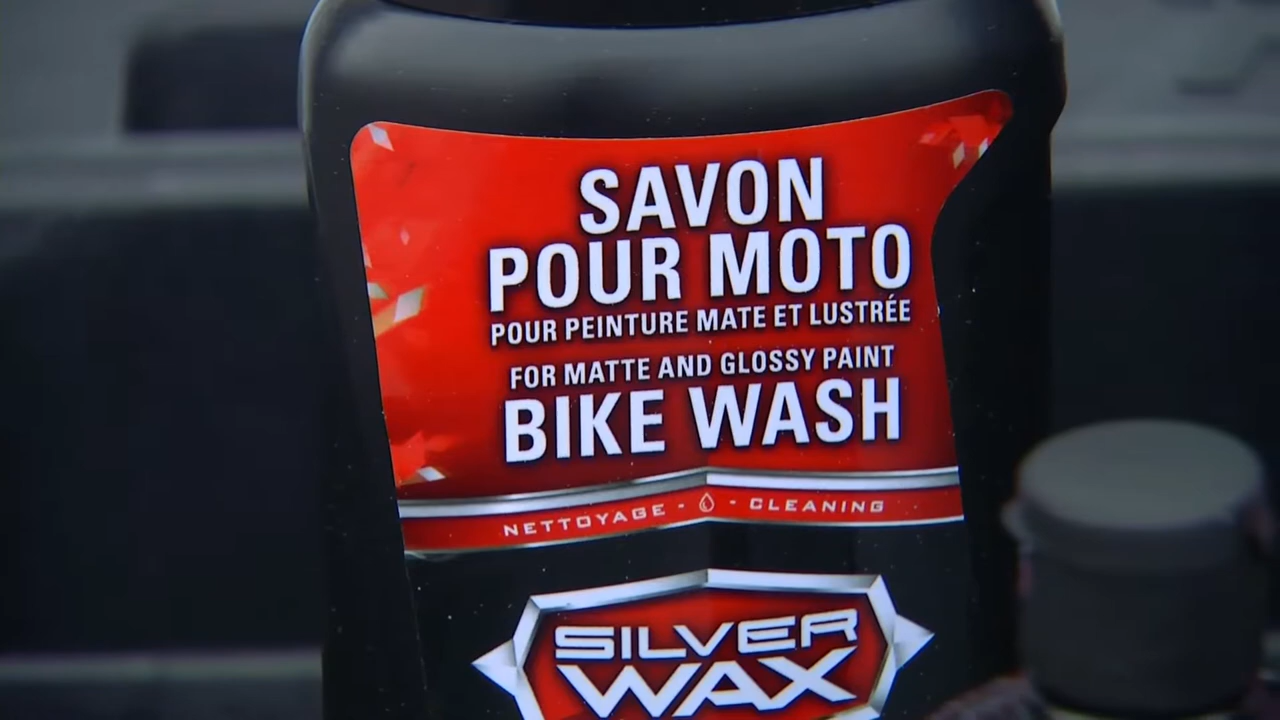 SAVON
POUR MOTO
POUR PEINTURE MATE ET LUSTRÉE
FOR MATTE AND GLOSSY PAINT
BIKE WASH
NETTOYAGE - - CLEANING
SILVER
WAX